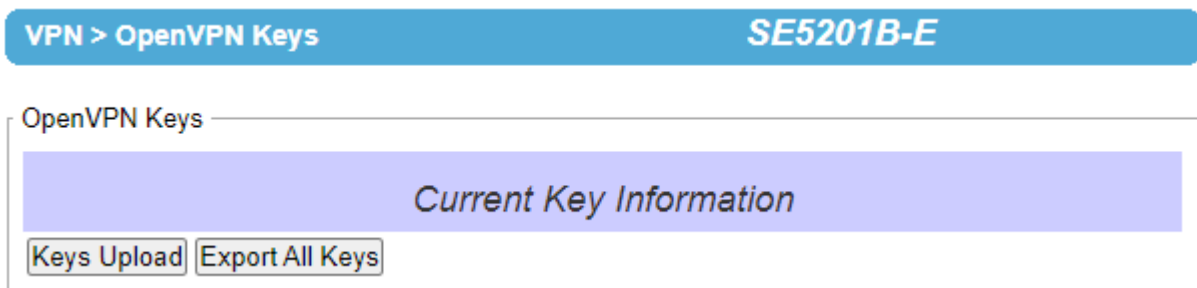 VPN > OpenVPN Keys SE5201B-E
OpenVPN Keys
Current Key Information
Keys Upload Export All Keys